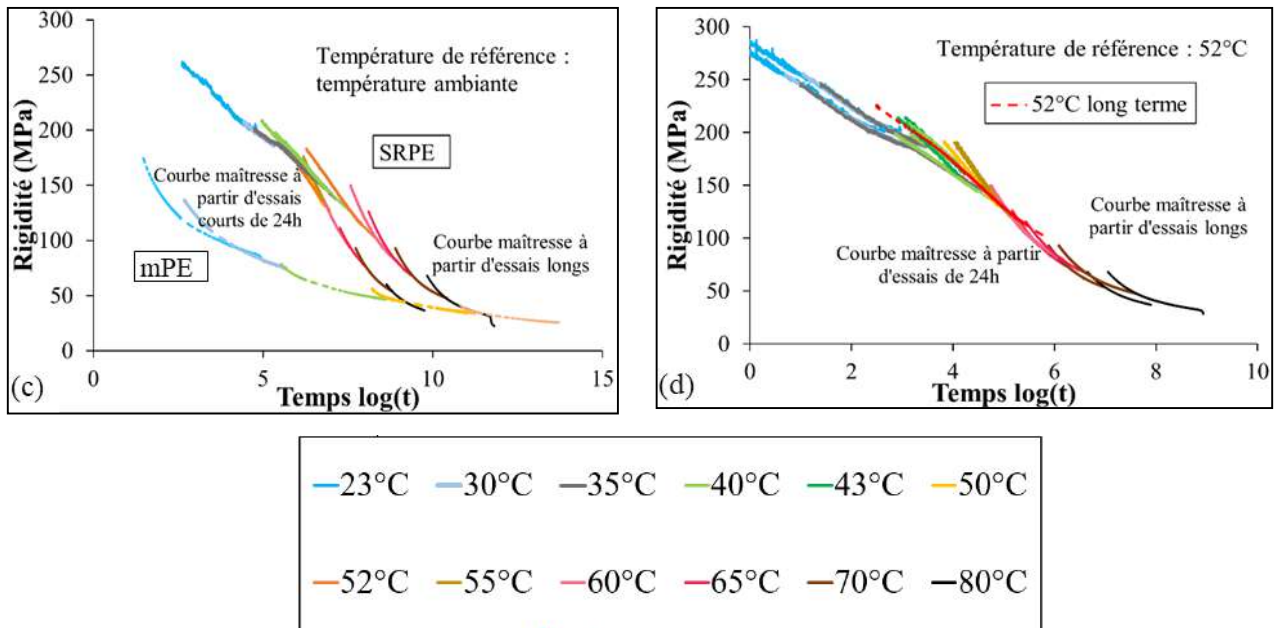 300
250
200
150
100
50
0
Rigidité (MPa)
Température de référence :
température ambiante
SRPE
Courbe maîtresse à
partir d'essais
courts de 24h
mPE
Courbe maîtresse à
partir d'essais longs
0 5 10 15
(c)
Temps log(t)
300
250
200
150
100
50
0
Rigidité (MPa)
Température de référence : 52°C
52°C long terme
Courbe maîtresse à
partir d'essais longs
Courbe maîtresse à partir
d'essais de 24h
0 2 4 6 8 10
(d)
Temps log(t)
23°C 30°C 35°C 40°C 43°C 50°C
52°C 55°C 60°C 65°C 70°C 80°C